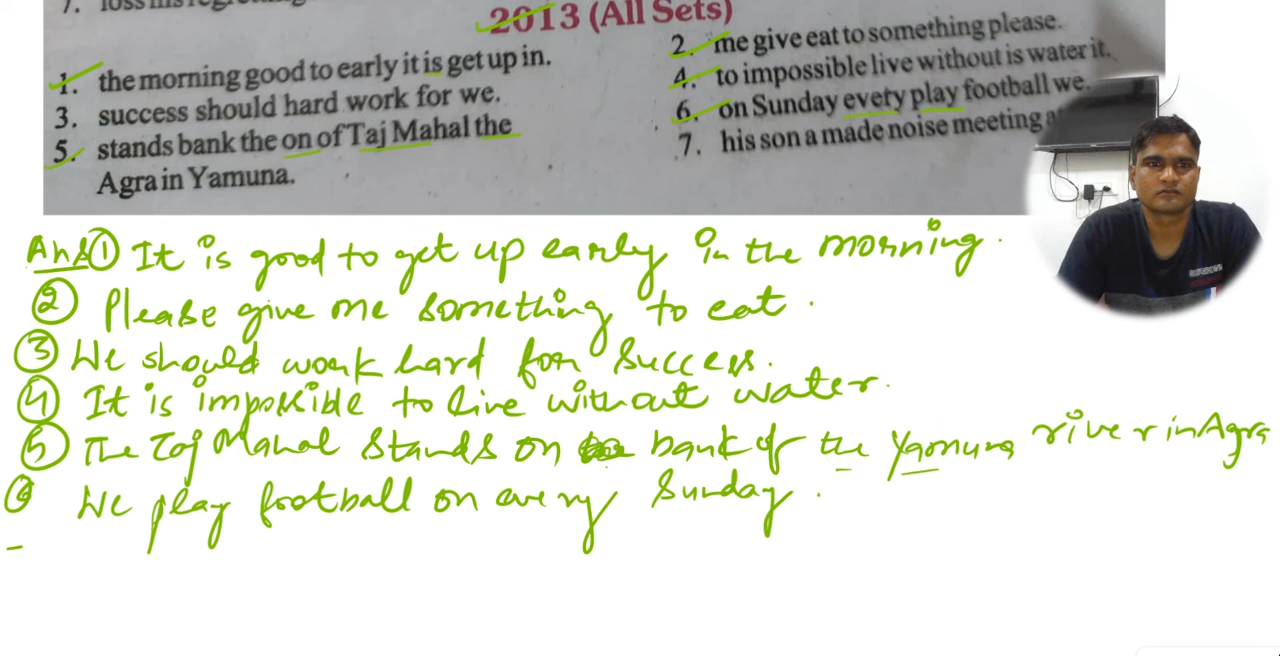 7.
2013 (All Sets)
1. the morning good to early it is get up in.
2. me give eat to something please.
3. success should hard work for we.
4. to impossible live without is water it.
5. stands bank the on of Taj Mahal the
Agra in Yamuna.
6. on Sunday every play football we.
7. his son a made noise meeting
Ans ① It is good to get up early in the morning.
② Please give me something to eat.
③ We should work hard for success.
④ It is impossible to live without water.
⑤ The Taj Mahal stands on bank of the Yamuna river in Agra
⑥ We play football on every Sunday.